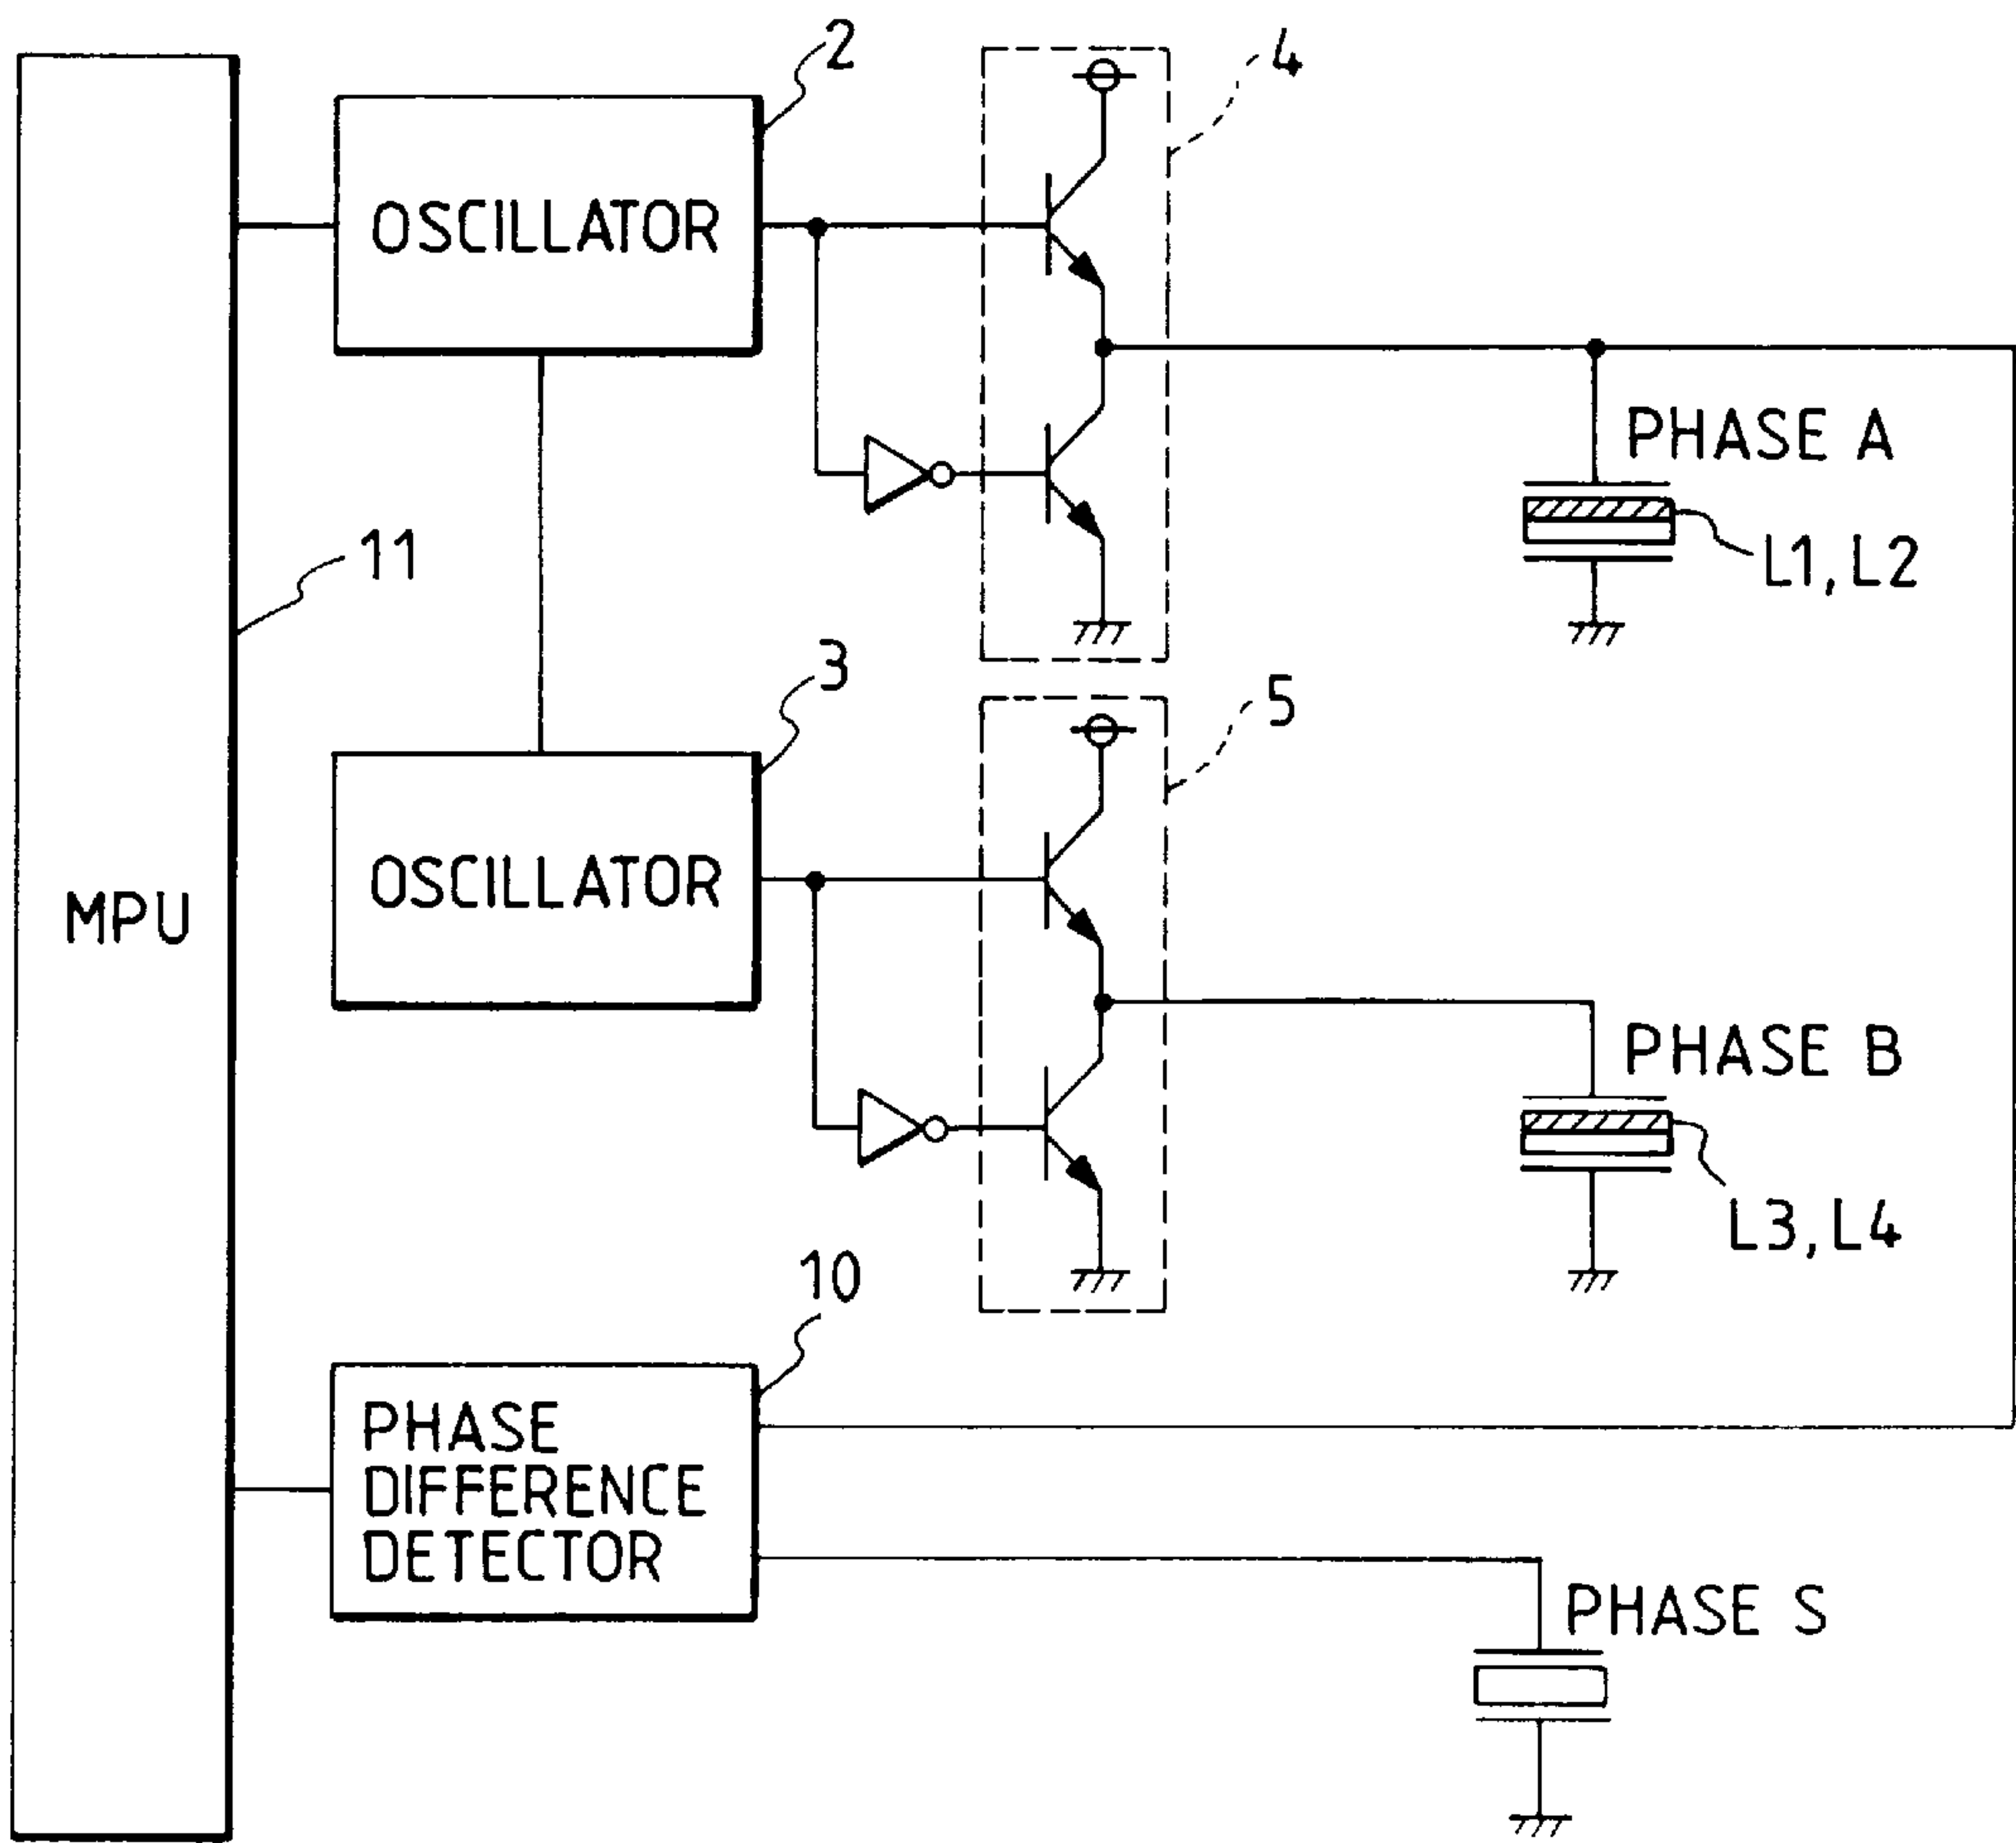 2
4
OSCILLATOR
PHASE A
L1, L2
11
3
5
OSCILLATOR
MPU
PHASE B
L3, L4
10
PHASE
DIFFERENCE
DETECTOR
PHASE S